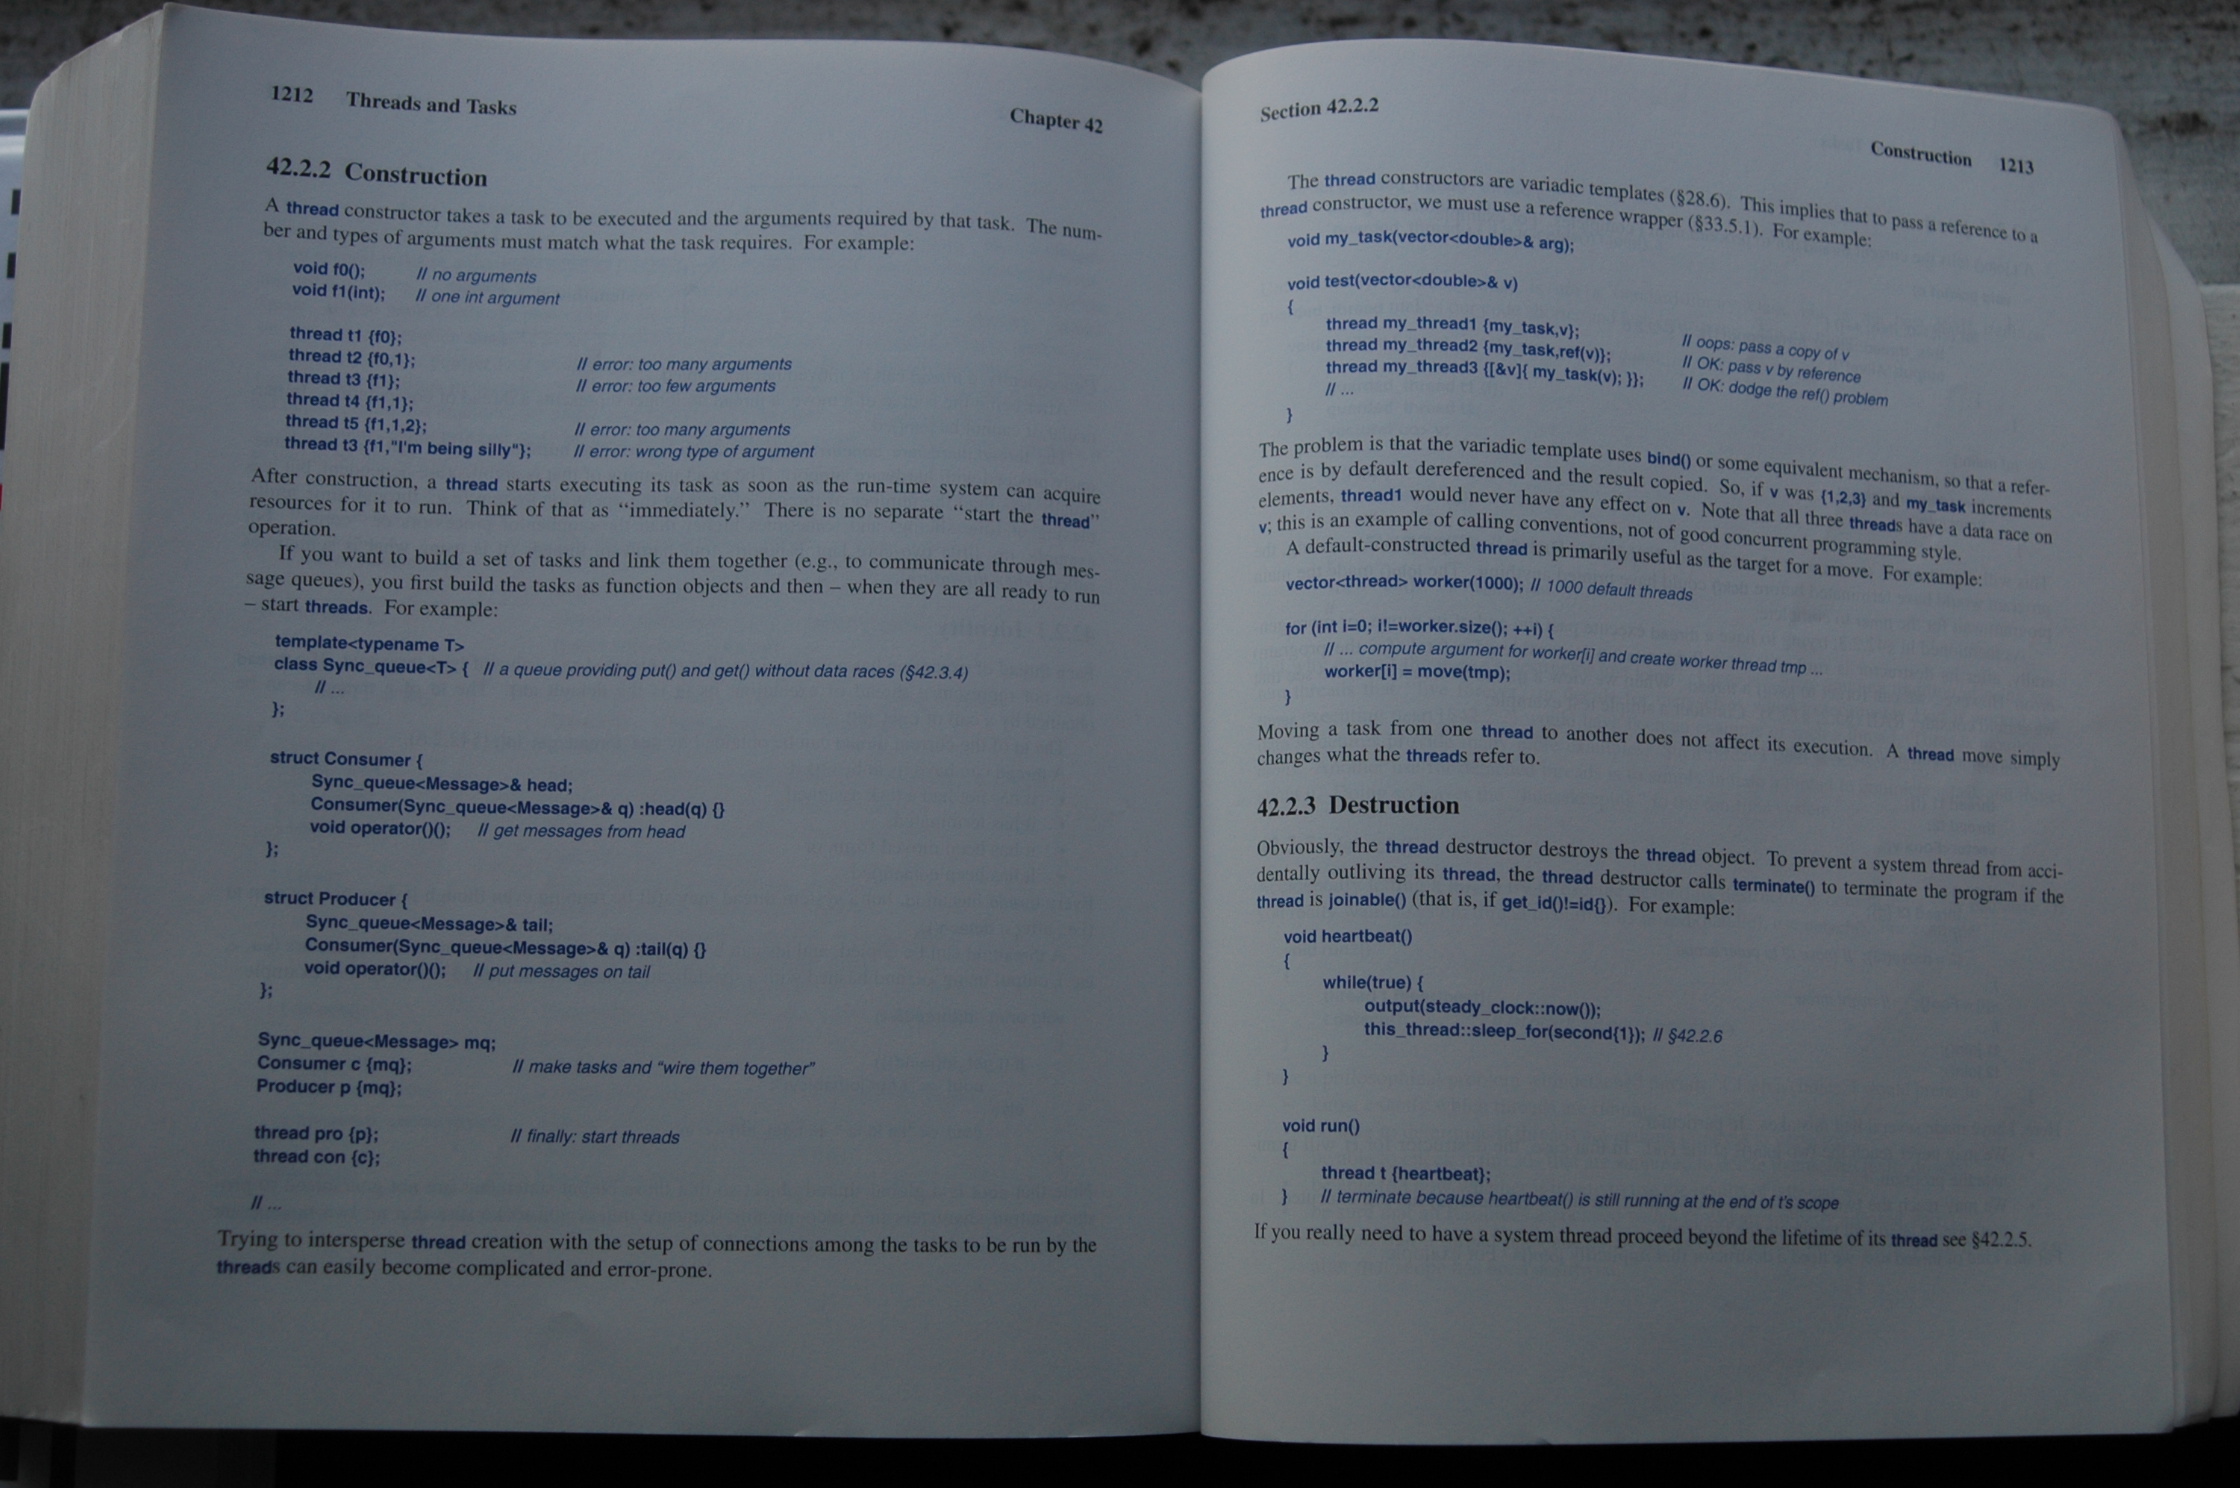 1212 Threads and Tasks Chapter 42
42.2.2 Construction
A thread constructor takes a task to be executed and the arguments required by that task. The num-
ber and types of arguments must match what the task requires. For example:
void f0(); // no arguments
void f1(int); // one int argument
thread t1 {f0};
thread t2 {f0,1}; // error: too many arguments
thread t3 {f1}; // error: too few arguments
thread t4 {f1,1};
thread t5 {f1,1,2}; // error: too many arguments
thread t3 {f1,"I'm being silly"}; // error: wrong type of argument
After construction, a thread starts executing its task as soon as the run-time system can acquire
resources for it to run. Think of that as “immediately.” There is no separate “start the thread”
operation.
If you want to build a set of tasks and link them together (e.g., to communicate through mes-
sage queues), you first build the tasks as function objects and then – when they are all ready to run
– start threads. For example:
template<typename T>
class Sync_queue<T> { // a queue providing put() and get() without data races (§42.3.4)
// ...
};
struct Consumer {
Sync_queue<Message>& head;
Consumer(Sync_queue<Message>& q) :head(q) {}
void operator()(); // get messages from head
};
struct Producer {
Sync_queue<Message>& tail;
Consumer(Sync_queue<Message>& q) :tail(q) {}
void operator()(); // put messages on tail
};
Sync_queue<Message> mq;
Consumer c {mq}; // make tasks and "wire them together"
Producer p {mq};
thread pro {p}; // finally: start threads
thread con {c};
// ...
Trying to intersperse thread creation with the setup of connections among the tasks to be run by the
threads can easily become complicated and error-prone.
Section 42.2.2 Construction 1213
The thread constructors are variadic templates (§28.6). This implies that to pass a reference to a
thread constructor, we must use a reference wrapper (§33.5.1). For example:
void my_task(vector<double>& arg);
void test(vector<double>& v)
{
thread my_thread1 {my_task,v}; // oops: pass a copy of v
thread my_thread2 {my_task,ref(v)}; // OK: pass v by reference
thread my_thread3 {[&v]{ my_task(v); }}; // OK: dodge the ref() problem
// ...
}
The problem is that the variadic template uses bind() or some equivalent mechanism, so that a refer-
ence is by default dereferenced and the result copied. So, if v was {1,2,3} and my_task increments
elements, thread1 would never have any effect on v. Note that all three threads have a data race on
v; this is an example of calling conventions, not of good concurrent programming style.
A default-constructed thread is primarily useful as the target for a move. For example:
vector<thread> worker(1000); // 1000 default threads
for (int i=0; i!=worker.size(); ++i) {
// ... compute argument for worker[i] and create worker thread tmp ...
worker[i] = move(tmp);
}
Moving a task from one thread to another does not affect its execution. A thread move simply
changes what the threads refer to.
42.2.3 Destruction
Obviously, the thread destructor destroys the thread object. To prevent a system thread from acci-
dentally outliving its thread, the thread destructor calls terminate() to terminate the program if the
thread is joinable() (that is, if get_id()!=id{}). For example:
void heartbeat()
{
while(true) {
output(steady_clock::now());
this_thread::sleep_for(second{1}); // §42.2.6
}
}
void run()
{
thread t {heartbeat};
} // terminate because heartbeat() is still running at the end of t's scope
If you really need to have a system thread proceed beyond the lifetime of its thread see §42.2.5.